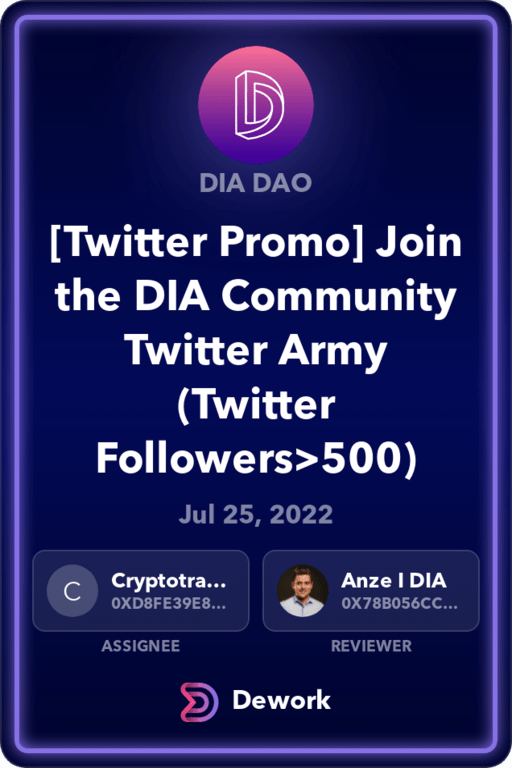 DIA DAO
[Twitter Promo] Join
the DIA Community
Twitter Army
(Twitter
Followers>500)
Jul 25, 2022
C
Cryptotra...
0XD8FE39E8...
Anze I DIA
0X78B056CC...
ASSIGNEE
REVIEWER
Dework